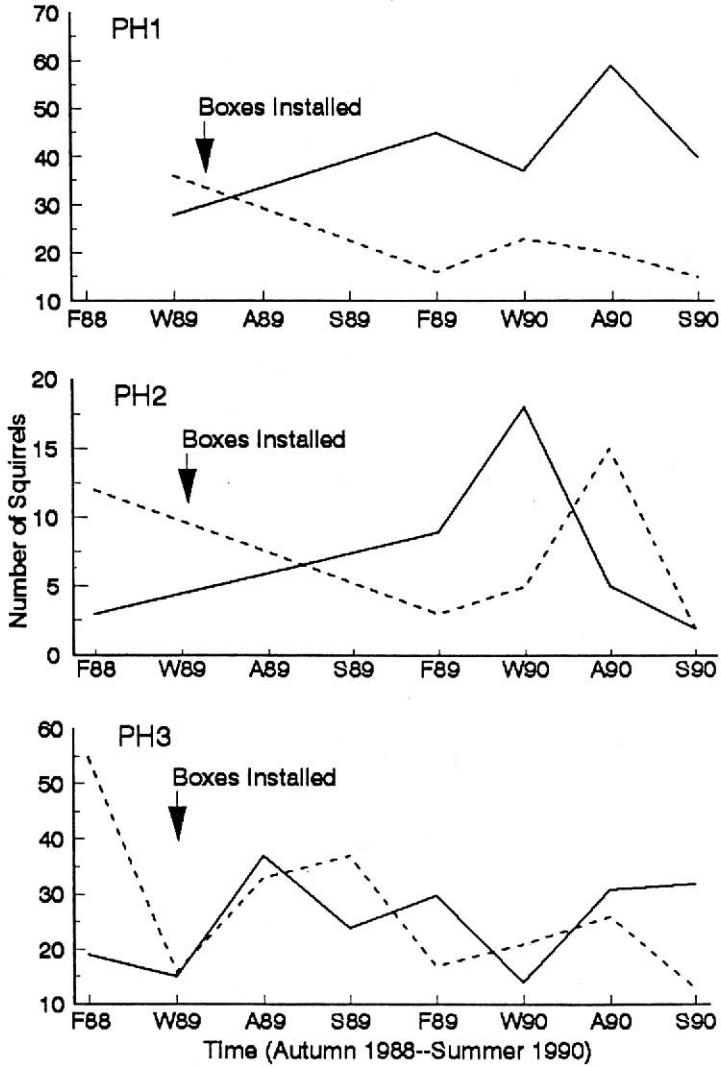 70
PH1
60
Boxes Installed
50
40
30
20
10
F88 W89 A89 S89 F89 W90 A90 S90
20
PH2
Boxes Installed
15
10
5
0
F88 W89 A89 S89 F89 W90 A90 S90
Number of Squirrels
60
PH3
50
Boxes Installed
40
30
20
10
F88 W89 A89 S89 F89 W90 A90 S90
Time (Autumn 1988--Summer 1990)